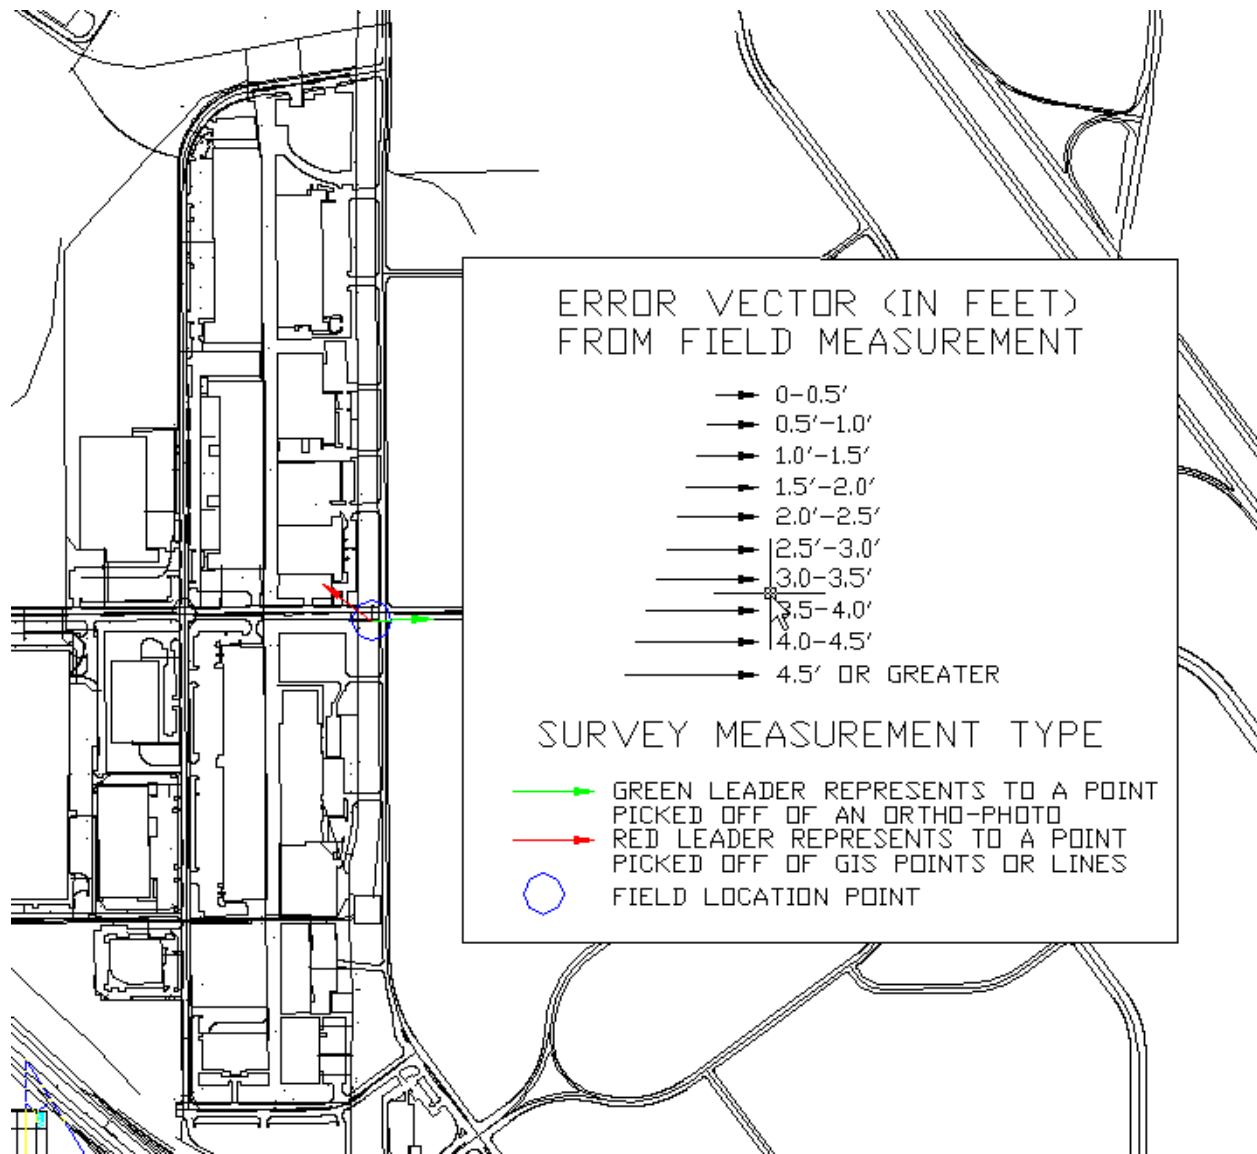 ERROR VECTOR (IN FEET)
FROM FIELD MEASUREMENT
0-0.5'
0.5'-1.0'
1.0'-1.5'
1.5'-2.0'
2.0'-2.5'
2.5'-3.0'
3.0-3.5'
3.5-4.0'
4.0-4.5'
4.5' OR GREATER
SURVEY MEASUREMENT TYPE
GREEN LEADER REPRESENTS TO A POINT
PICKED OFF OF AN ORTHO-PHOTO
RED LEADER REPRESENTS TO A POINT
PICKED OFF OF GIS POINTS OR LINES
FIELD LOCATION POINT